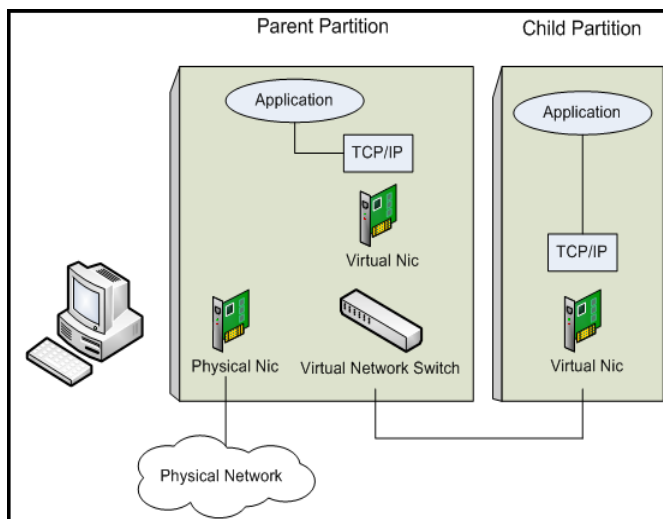 Parent Partition
Child Partition
Application
TCP/IP
Virtual Nic
Physical Nic
Virtual Network Switch
Physical Network
Application
TCP/IP
Virtual Nic